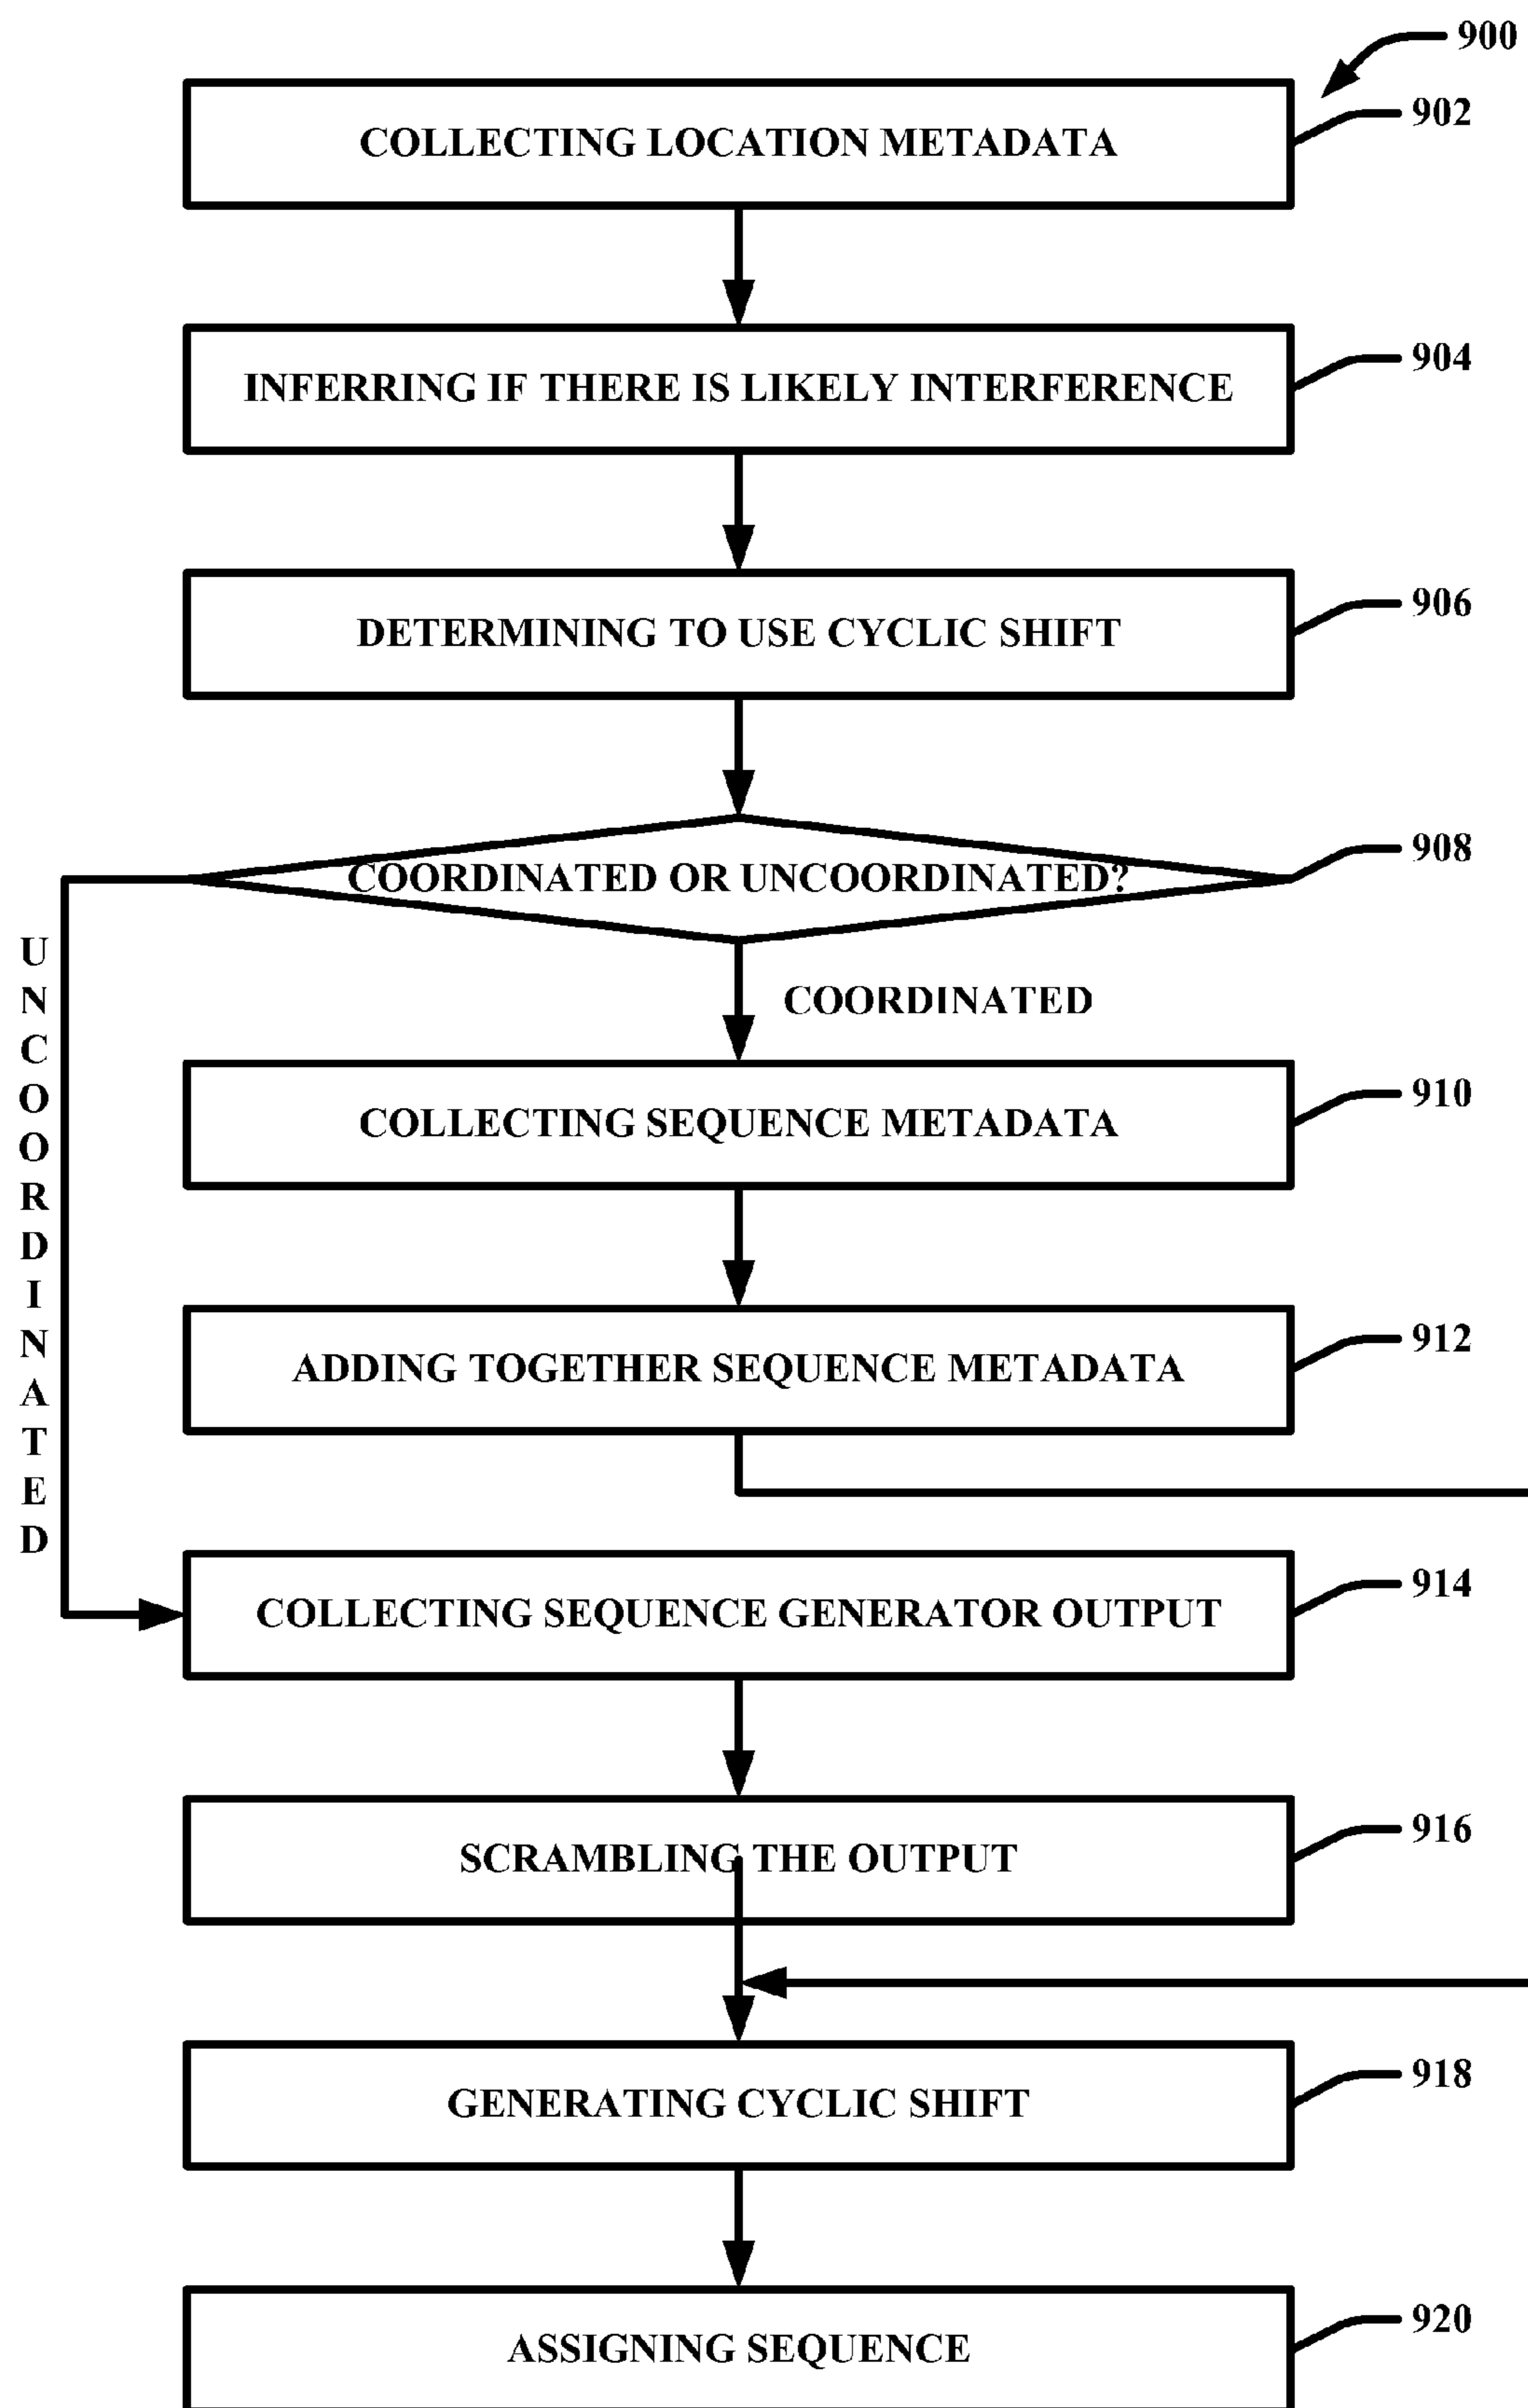 900
COLLECTING LOCATION METADATA
902
INFERRING IF THERE IS LIKELY INTERFERENCE
904
DETERMINING TO USE CYCLIC SHIFT
906
COORDINATED OR UNCOORDINATED?
908
UNCOORDINATED
COORDINATED
COLLECTING SEQUENCE METADATA
910
ADDING TOGETHER SEQUENCE METADATA
912
COLLECTING SEQUENCE GENERATOR OUTPUT
914
SCRAMBLING THE OUTPUT
916
GENERATING CYCLIC SHIFT
918
ASSIGNING SEQUENCE
920